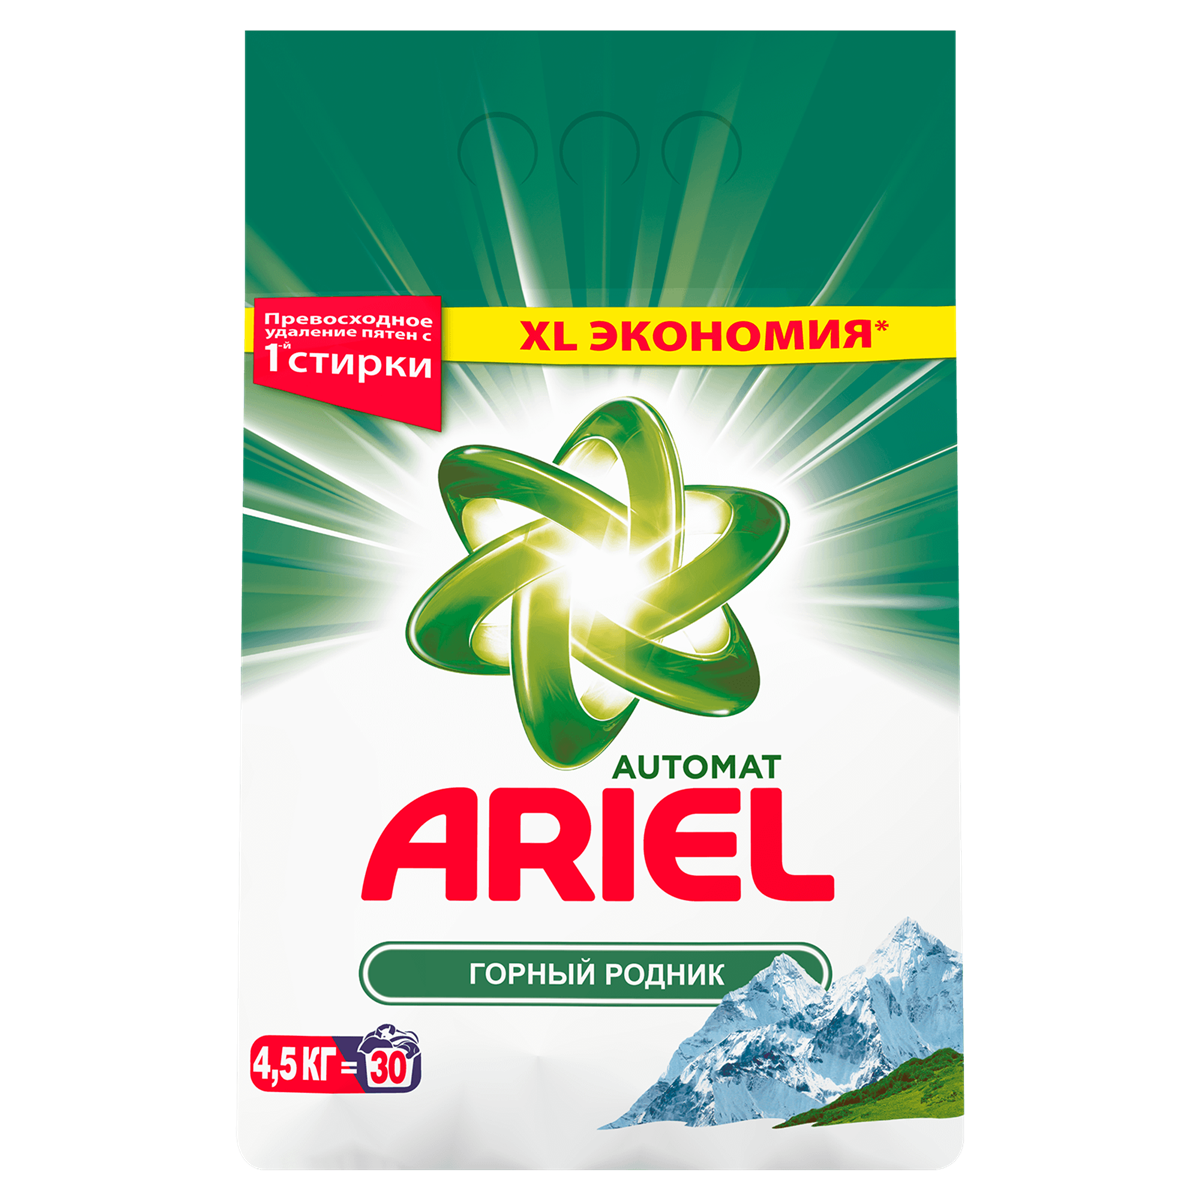 XL ЭКОНОМИЯ*
Превосходное
удаление пятен с
1-й стирки
AUTOMAT
ARIEL
ГОРНЫЙ РОДНИК
4,5 КГ = 30